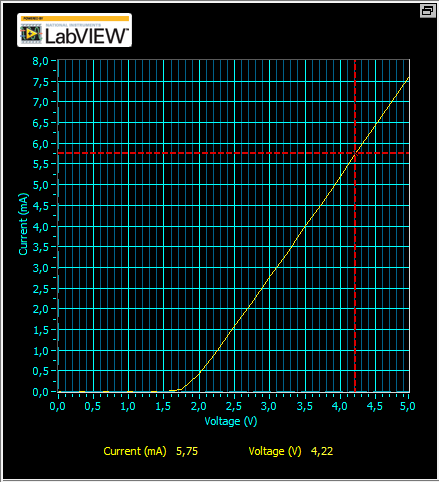 POWERED BY
NATIONAL INSTRUMENTS
LabVIEW™
8,0
7,5
7,0
6,5
6,0
5,5
5,0
4,5
4,0
3,5
3,0
2,5
2,0
1,5
1,0
0,5
0,0
Current (mA)
0,0 0,5 1,0 1,5 2,0 2,5 3,0 3,5 4,0 4,5 5,0
Voltage (V)
Current (mA) 5,75 Voltage (V) 4,22